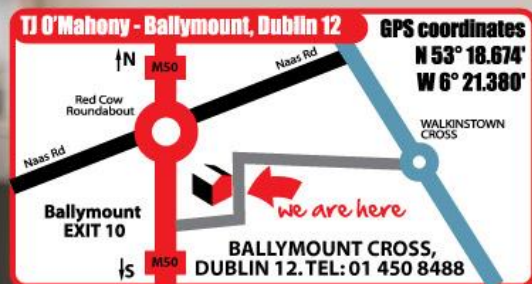 TJ O'Mahony - Ballymount, Dublin 12
GPS coordinates
N 53° 18.674'
W 6° 21.380'
N
M50
Naas Rd
Red Cow
Roundabout
WALKINSTOWN
CROSS
Naas Rd
Ballymount
EXIT 10
we are here
S
M50
BALLYMOUNT CROSS,
DUBLIN 12. TEL: 01 450 8488